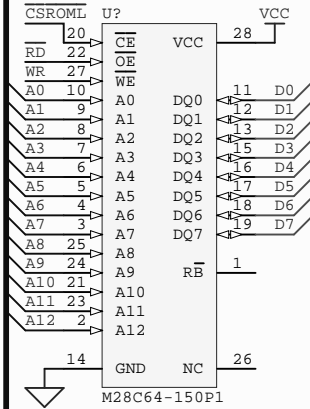 CSROML U? VCC
20 CE VCC 28
RD 22 OE
WR 27 WE
A0 10 A0 DQ0 11 D0
A1 9 A1 DQ1 12 D1
A2 8 A2 DQ2 13 D2
A3 7 A3 DQ3 15 D3
A4 6 A4 DQ4 16 D4
A5 5 A5 DQ5 17 D5
A6 4 A6 DQ6 18 D6
A7 3 A7 DQ7 19 D7
A8 25 A8
A9 24 A9 RB 1
A10 21 A10
A11 23 A11
A12 2 A12
14 GND NC 26
M28C64-150P1